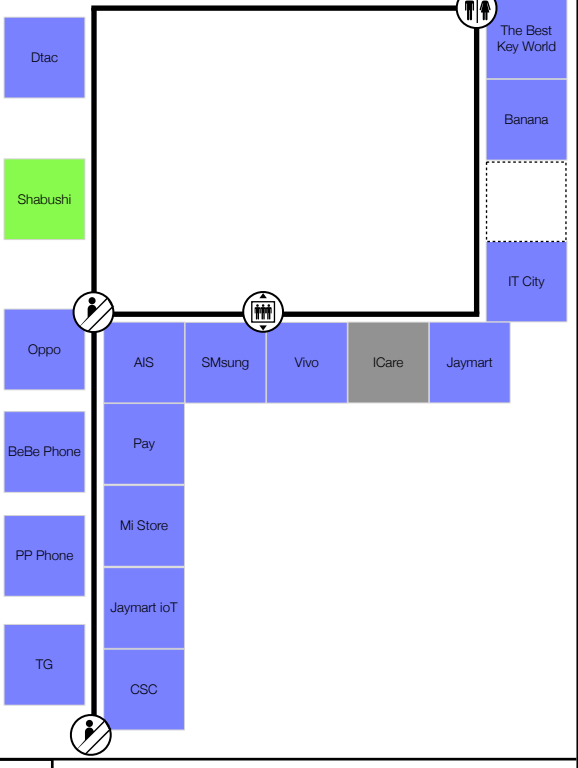 The Best
Key World
Dtac
Banana
Shabushi
IT City
Oppo
AIS
SMsung
Vivo
ICare
Jaymart
Pay
BeBe Phone
Mi Store
PP Phone
Jaymart ioT
TG
CSC